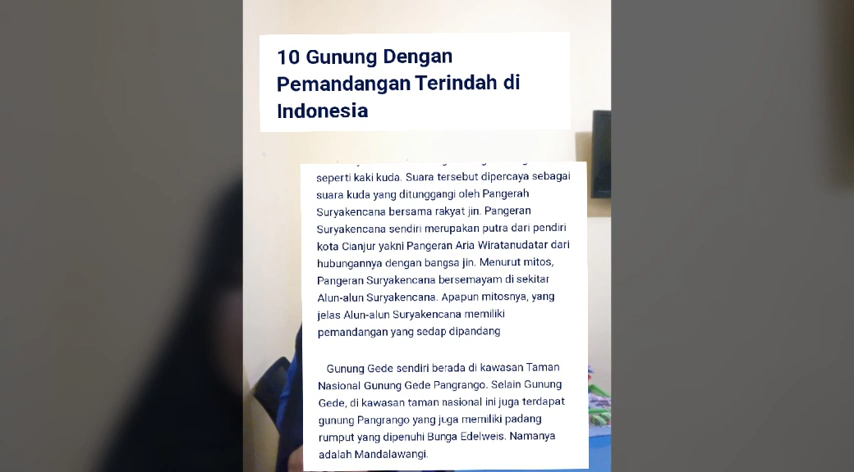 10 Gunung Dengan
Pemandangan Terindah di
Indonesia
seperti kaki kuda. Suara tersebut dipercaya sebagai
suara kuda yang ditunggangi oleh Pangerah
Suryakencana bersama rakyat jin. Pangeran
Suryakencana sendiri merupakan putra dari pendiri
kota Cianjur yakni Pangeran Aria Wiratanudatar dari
hubungannya dengan bangsa jin. Menurut mitos,
Pangeran Suryakencana bersemayam di sekitar
Alun-alun Suryakencana. Apapun mitosnya, yang
jelas Alun-alun Suryakencana memiliki
pemandangan yang sedap dipandang
Gunung Gede sendiri berada di kawasan Taman
Nasional Gunung Gede Pangrango. Selain Gunung
Gede, di kawasan taman nasional ini juga terdapat
gunung Pangrango yang juga memiliki padang
rumput yang dipenuhi Bunga Edelweis. Namanya
adalah Mandalawangi.